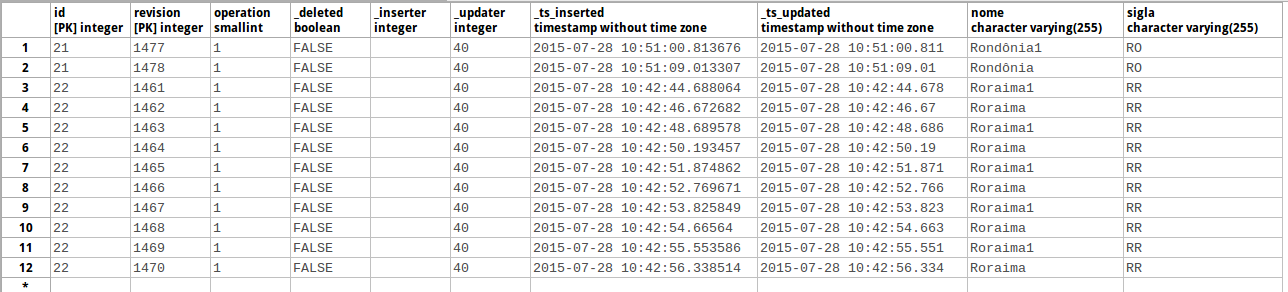 id revision operation _deleted _inserter _updater _ts_inserted _ts_updated nome sigla
[PK] integer [PK] integer smallint boolean integer integer timestamp without time zone timestamp without time zone character varying(255) character varying(255)
1 21 1477 1 FALSE 40 2015-07-28 10:51:00.813676 2015-07-28 10:51:00.811 Rondônia1 RO
2 21 1478 1 FALSE 40 2015-07-28 10:51:09.013307 2015-07-28 10:51:09.01 Rondônia RO
3 22 1461 1 FALSE 40 2015-07-28 10:42:44.688064 2015-07-28 10:42:44.678 Roraima1 RR
4 22 1462 1 FALSE 40 2015-07-28 10:42:46.672682 2015-07-28 10:42:46.67 Roraima RR
5 22 1463 1 FALSE 40 2015-07-28 10:42:48.689578 2015-07-28 10:42:48.686 Roraima1 RR
6 22 1464 1 FALSE 40 2015-07-28 10:42:50.193457 2015-07-28 10:42:50.19 Roraima RR
7 22 1465 1 FALSE 40 2015-07-28 10:42:51.874862 2015-07-28 10:42:51.871 Roraima1 RR
8 22 1466 1 FALSE 40 2015-07-28 10:42:52.769671 2015-07-28 10:42:52.766 Roraima RR
9 22 1467 1 FALSE 40 2015-07-28 10:42:53.825849 2015-07-28 10:42:53.823 Roraima1 RR
10 22 1468 1 FALSE 40 2015-07-28 10:42:54.66564 2015-07-28 10:42:54.663 Roraima RR
11 22 1469 1 FALSE 40 2015-07-28 10:42:55.553586 2015-07-28 10:42:55.551 Roraima1 RR
12 22 1470 1 FALSE 40 2015-07-28 10:42:56.338514 2015-07-28 10:42:56.334 Roraima RR
*